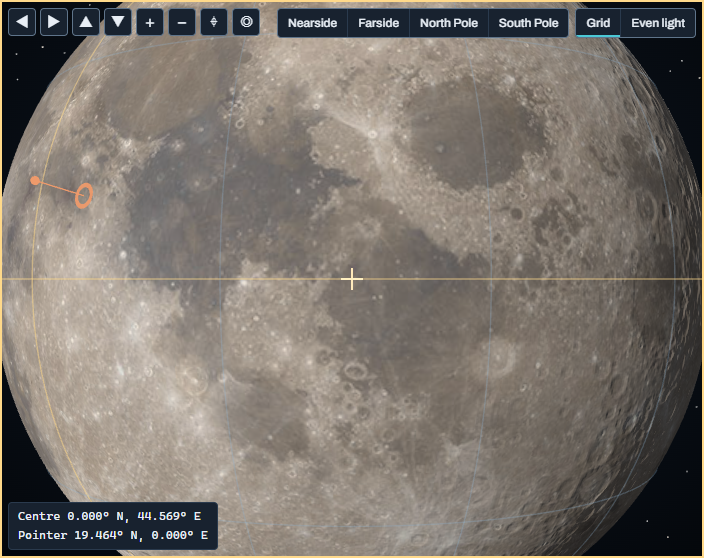 Nearside Farside North Pole South Pole Grid Even light
Centre 0.000° N, 44.569° E
Pointer 19.464° N, 0.000° E